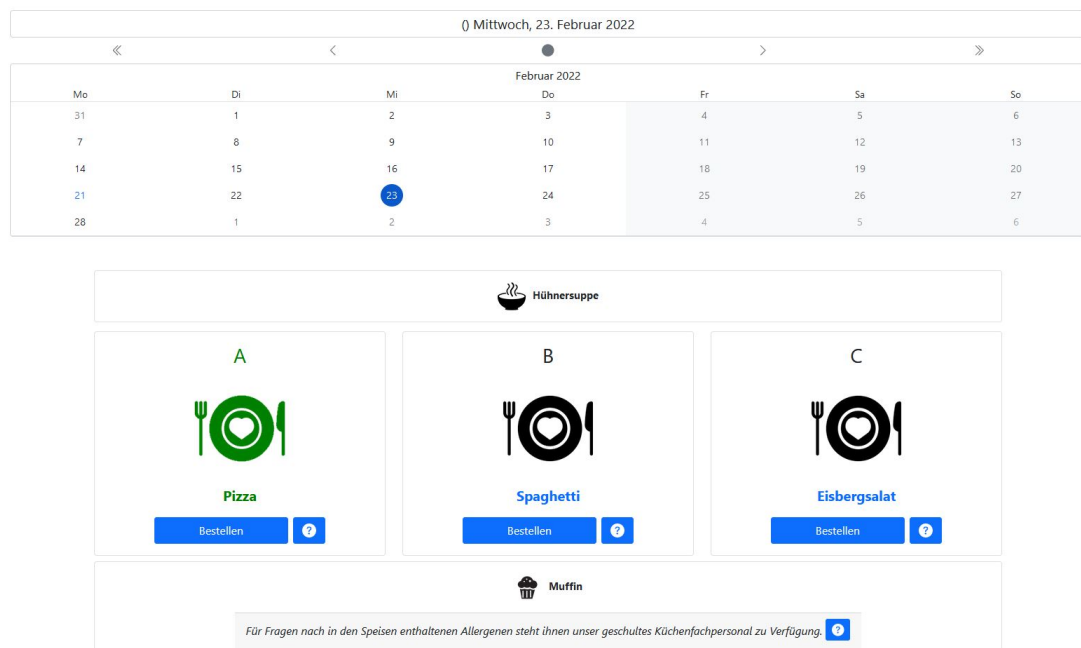 () Mittwoch, 23. Februar 2022
Februar 2022
Mo Di Mi Do Fr Sa So
31 1 2 3 4 5 6
7 8 9 10 11 12 13
14 15 16 17 18 19 20
21 22 23 24 25 26 27
28 1 2 3 4 5 6
Hühnersuppe
A B C
Pizza Spaghetti Eisbergsalat
Bestellen ? Bestellen ? Bestellen ?
Muffin
Für Fragen nach in den Speisen enthaltenen Allergenen steht ihnen unser geschultes Küchenfachpersonal zu Verfügung. ?